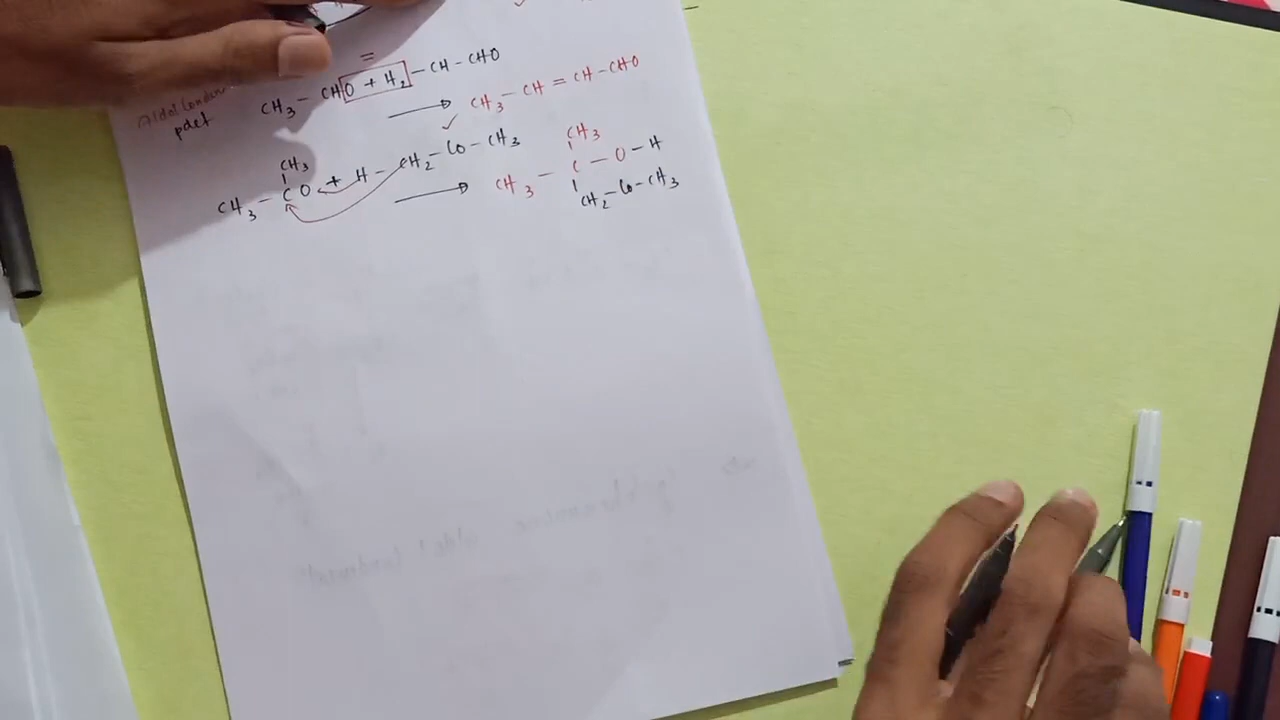 =
CH3 - CHO + H2 - CH - CHO
Aldol Conden
pdct
→ CH3 - CH = CH - CHO
✓
CH3 - C O + H - CH2 - Co - CH3
CH3
→ CH3 - C - O - H
CH3
CH2 - Co - CH3